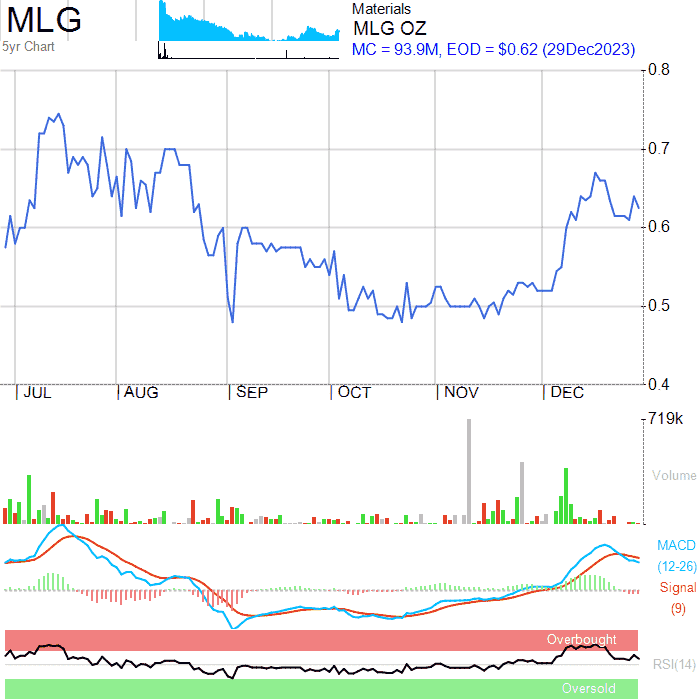 MLG
5yr Chart
Materials
MLG OZ
MC = 93.9M, EOD = $0.62 (29Dec2023)
0.8
0.7
0.6
0.5
0.4
JUL AUG SEP OCT NOV DEC
719k
Volume
MACD
(12-26)
Signal
(9)
Overbought
RSI(14)
Oversold